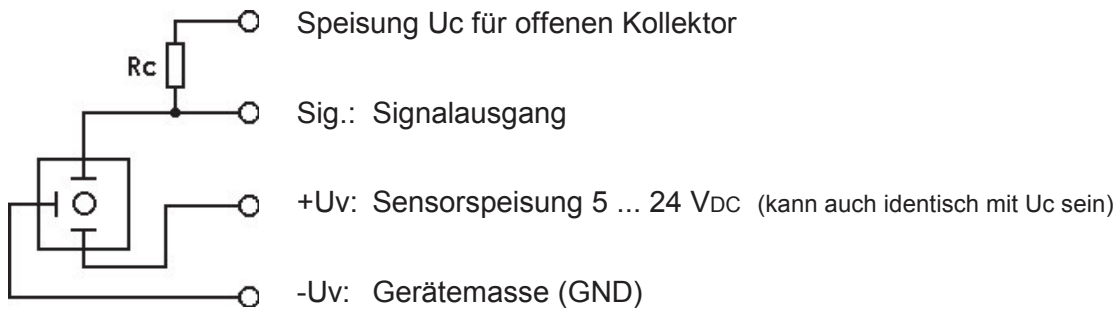 Speisung Uc für offenen Kollektor
Rc
Sig.: Signalausgang
+Uv: Sensorspeisung 5 ... 24 VDC (kann auch identisch mit Uc sein)
-Uv: Gerätemasse (GND)